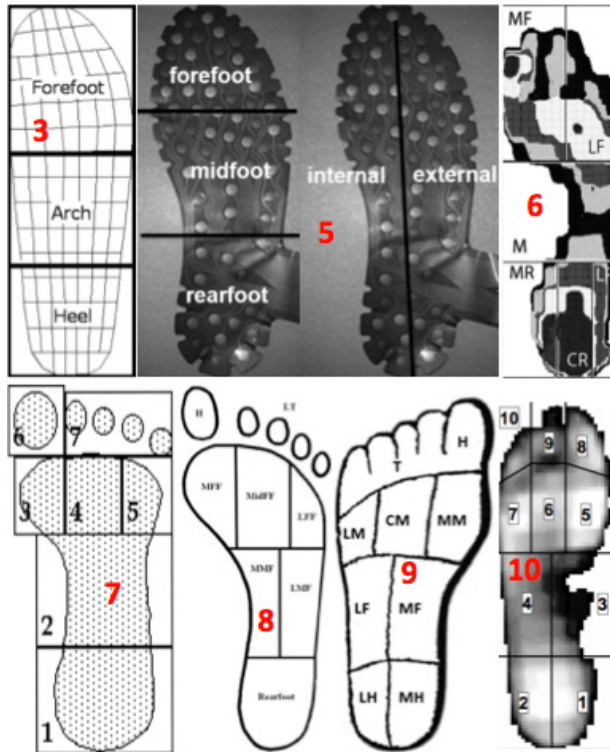 Forefoot
3
Arch
Heel
forefoot
midfoot
rearfoot
internal external
5
MF
LF
6
M
MR
L
CR
6 7
3 4 5
2
7
1
H
LT
MFF MidFF LFF
MMF LMF
8
Rearfoot
T H
LM CM MM
9
LF MF
LH MH
10
9 8
7 6 5
10
4 3
2 1